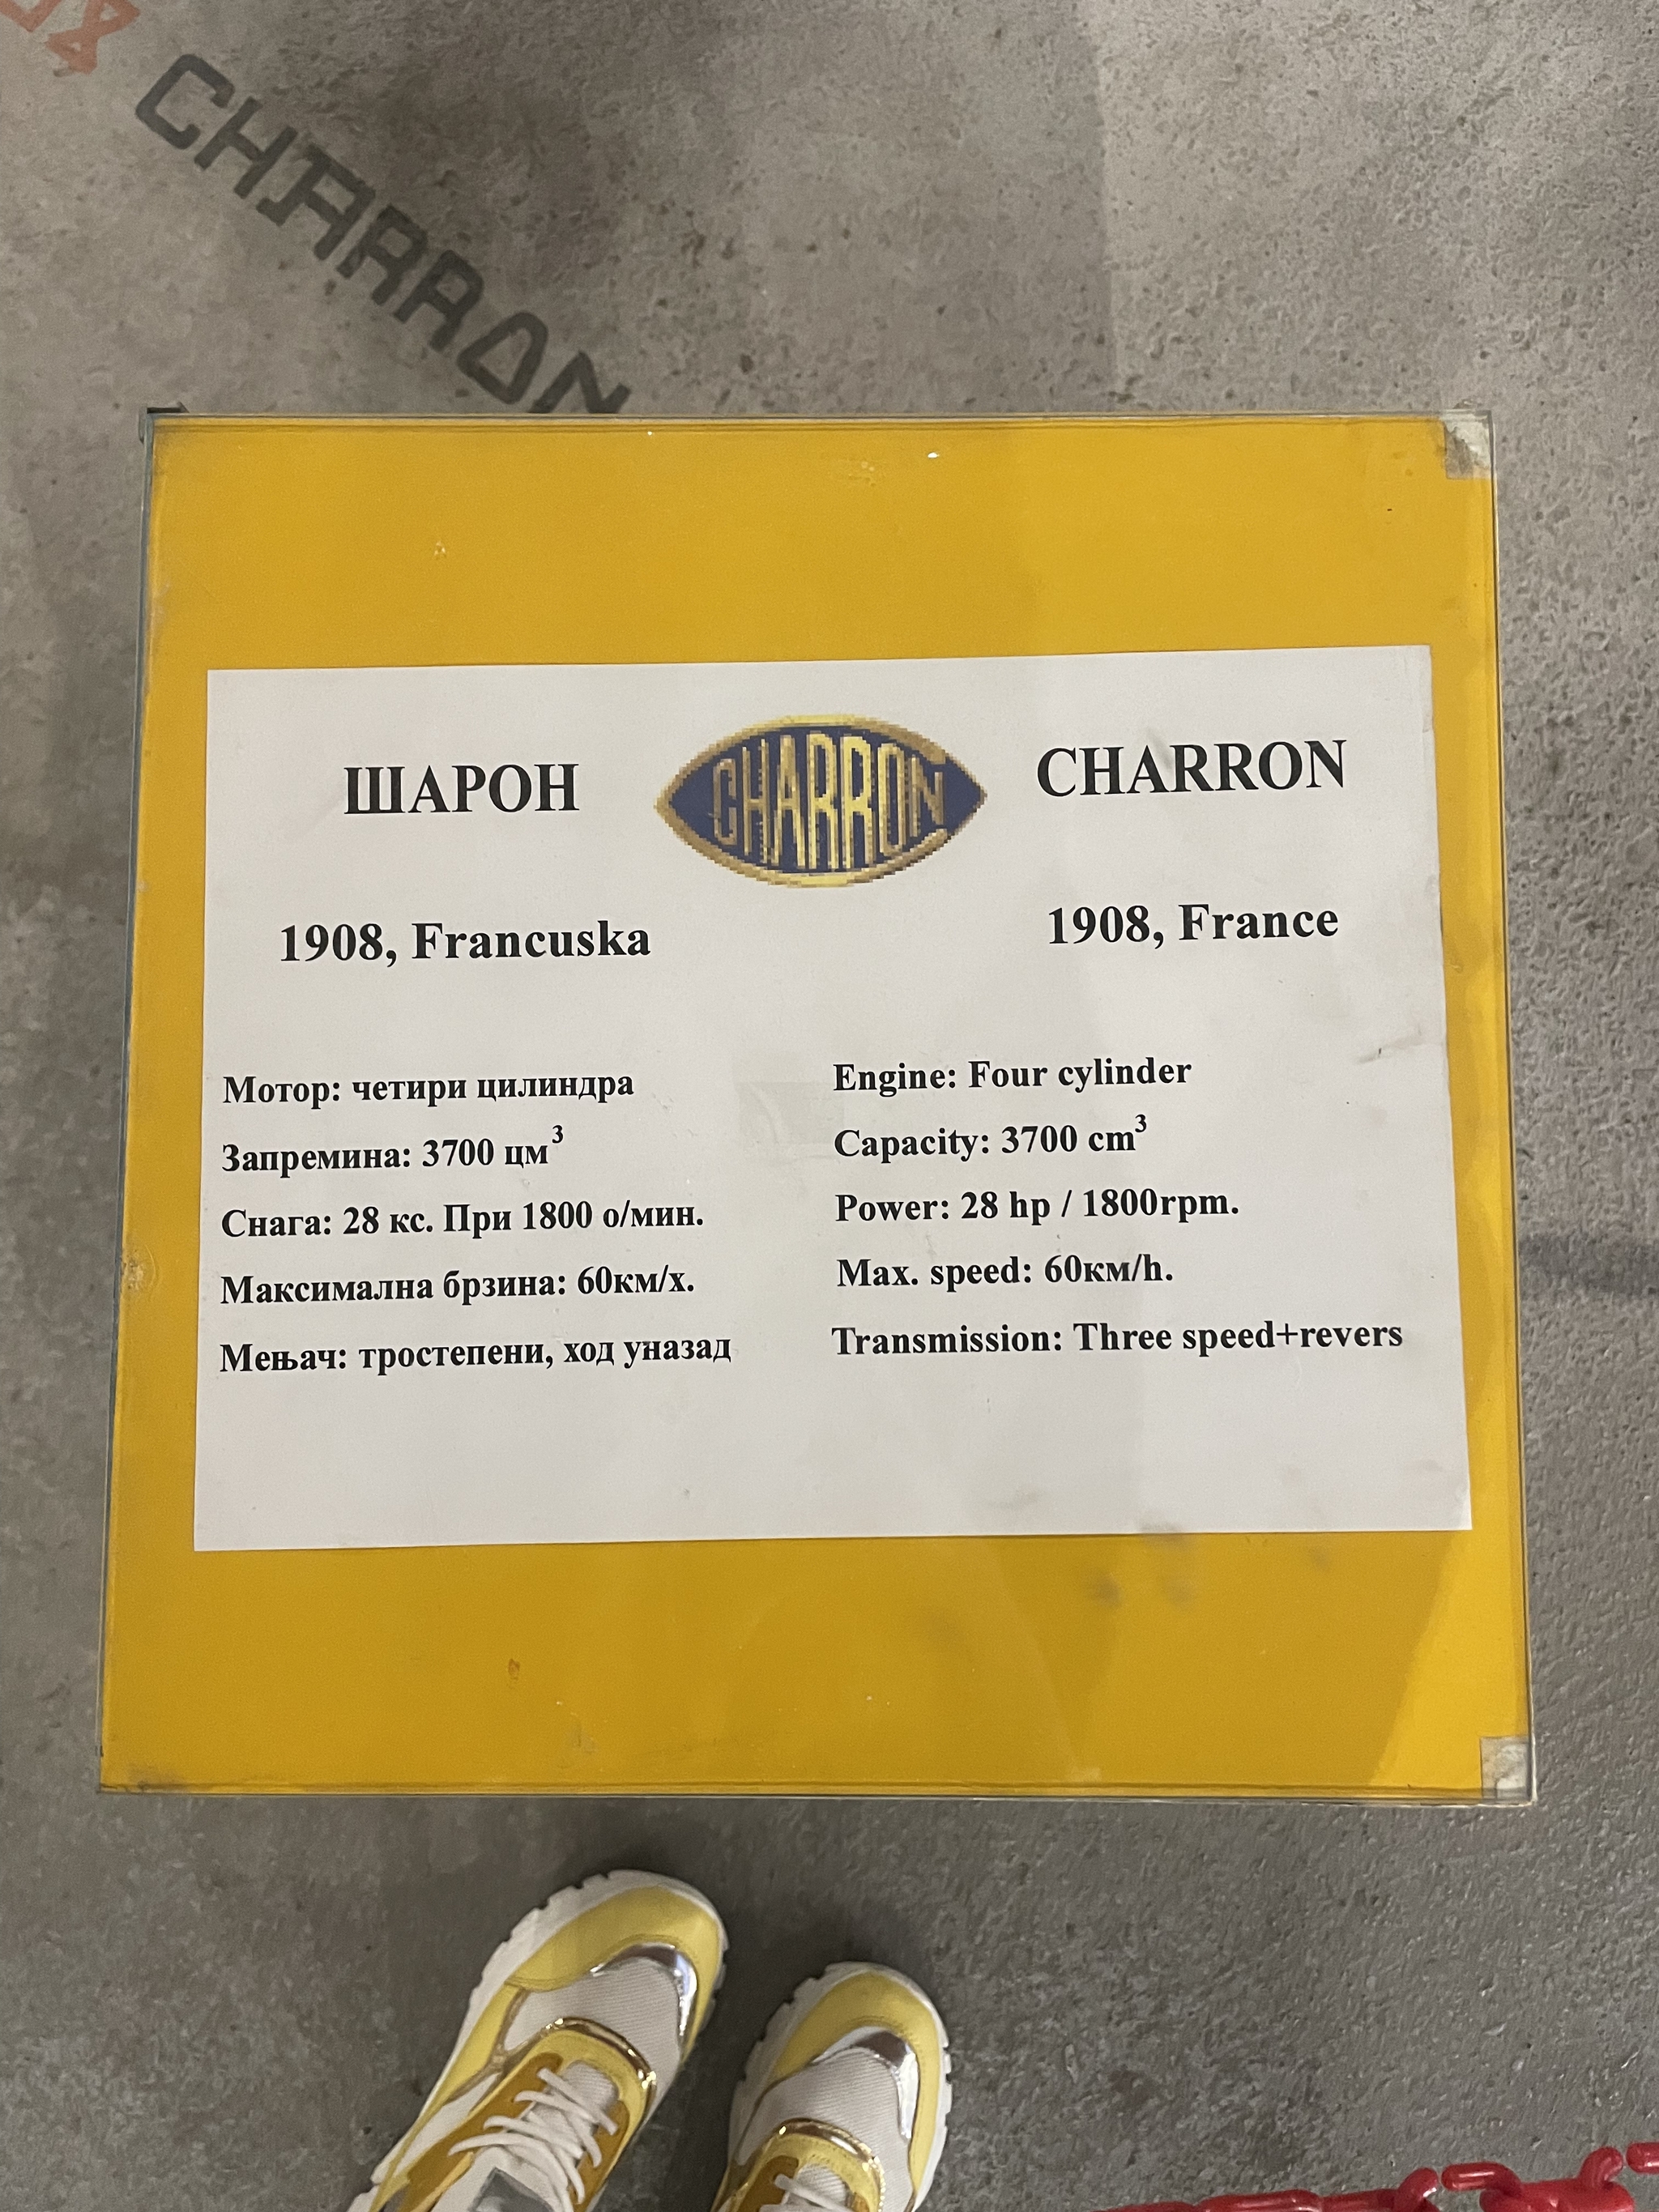 08 CHARRON
ШАРОН
CHARRON
CHARRON
1908, Francuska
1908, France
Мотор: четири цилиндра
Запремина: 3700 цм³
Снага: 28 кс. При 1800 о/мин.
Максимална брзина: 60км/х.
Мењач: тростепени, ход уназад
Engine: Four cylinder
Capacity: 3700 cm³
Power: 28 hp / 1800rpm.
Max. speed: 60км/h.
Transmission: Three speed+revers